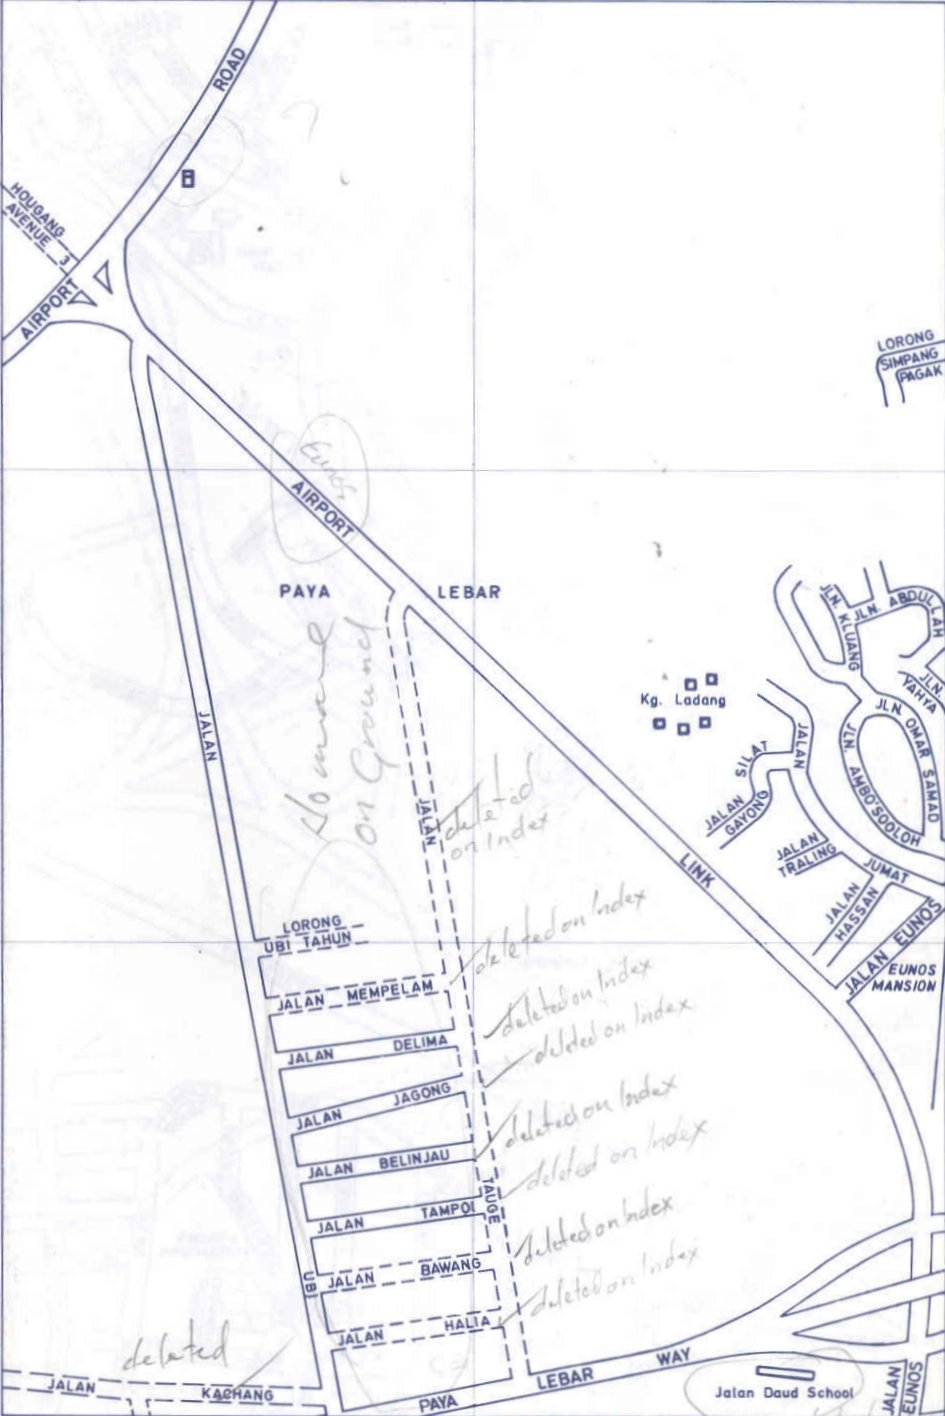 ROAD
HOUGANG
AVENUE 3
AIRPORT
LORONG
SIMPANG
PAGAK
Eunos
AIRPORT
PAYA LEBAR
No name
on Ground
JLN. KLUANG
JLN. ABDULLAH
JLN.
YAHYA
Kg. Ladang
JLN. OMAR SAMAD
JLN. AMBO'SOOLOH
JALAN
JALAN
SILAT
JALAN
GAYONG
JALAN
deleted
on Index
JALAN
TRALING
JUMAT
LINK
JALAN
HASSAN
JALAN EUNOS
LORONG
UBI TAHUN
deleted on Index
EUNOS
MANSION
JALAN MEMPELAM
deleted on Index
JALAN DELIMA
deleted on Index
JALAN JAGONG
deleted on Index
JALAN BELINJAU
deleted on Index
JALAN TAMPOI
TAUGE
deleted on Index
UBI
JALAN BAWANG
deleted on Index
JALAN HALIA
deleted
JALAN KACHANG
PAYA LEBAR WAY
Jalan Daud School
JALAN
EUNOS